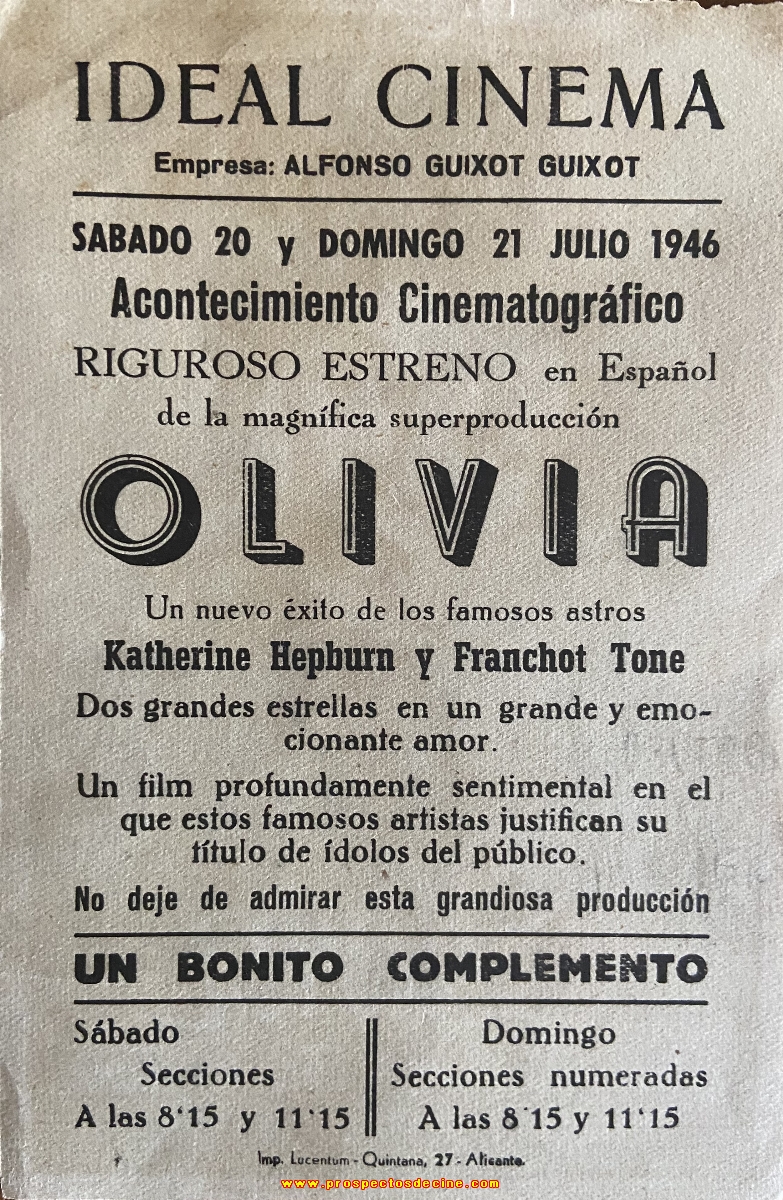 IDEAL CINEMA
Empresa: ALFONSO GUIXOT GUIXOT
SABADO 20 y DOMINGO 21 JULIO 1946
Acontecimiento Cinematográfico
RIGUROSO ESTRENO en Español
de la magnífica superproducción
OLIVIA
Un nuevo éxito de los famosos astros
Katherine Hepburn y Franchot Tone
Dos grandes estrellas en un grande y emo-
cionante amor.
Un film profundamente sentimental en el
que estos famosos artistas justifican su
título de ídolos del público.
No deje de admirar esta grandiosa producción
UN BONITO COMPLEMENTO
Sábado
Secciones
A las 8'15 y 11'15
Domingo
Secciones numeradas
A las 8'15 y 11'15
Imp. Lucentum - Quintana, 27 - Alicante.
www.prospectosdecine.com